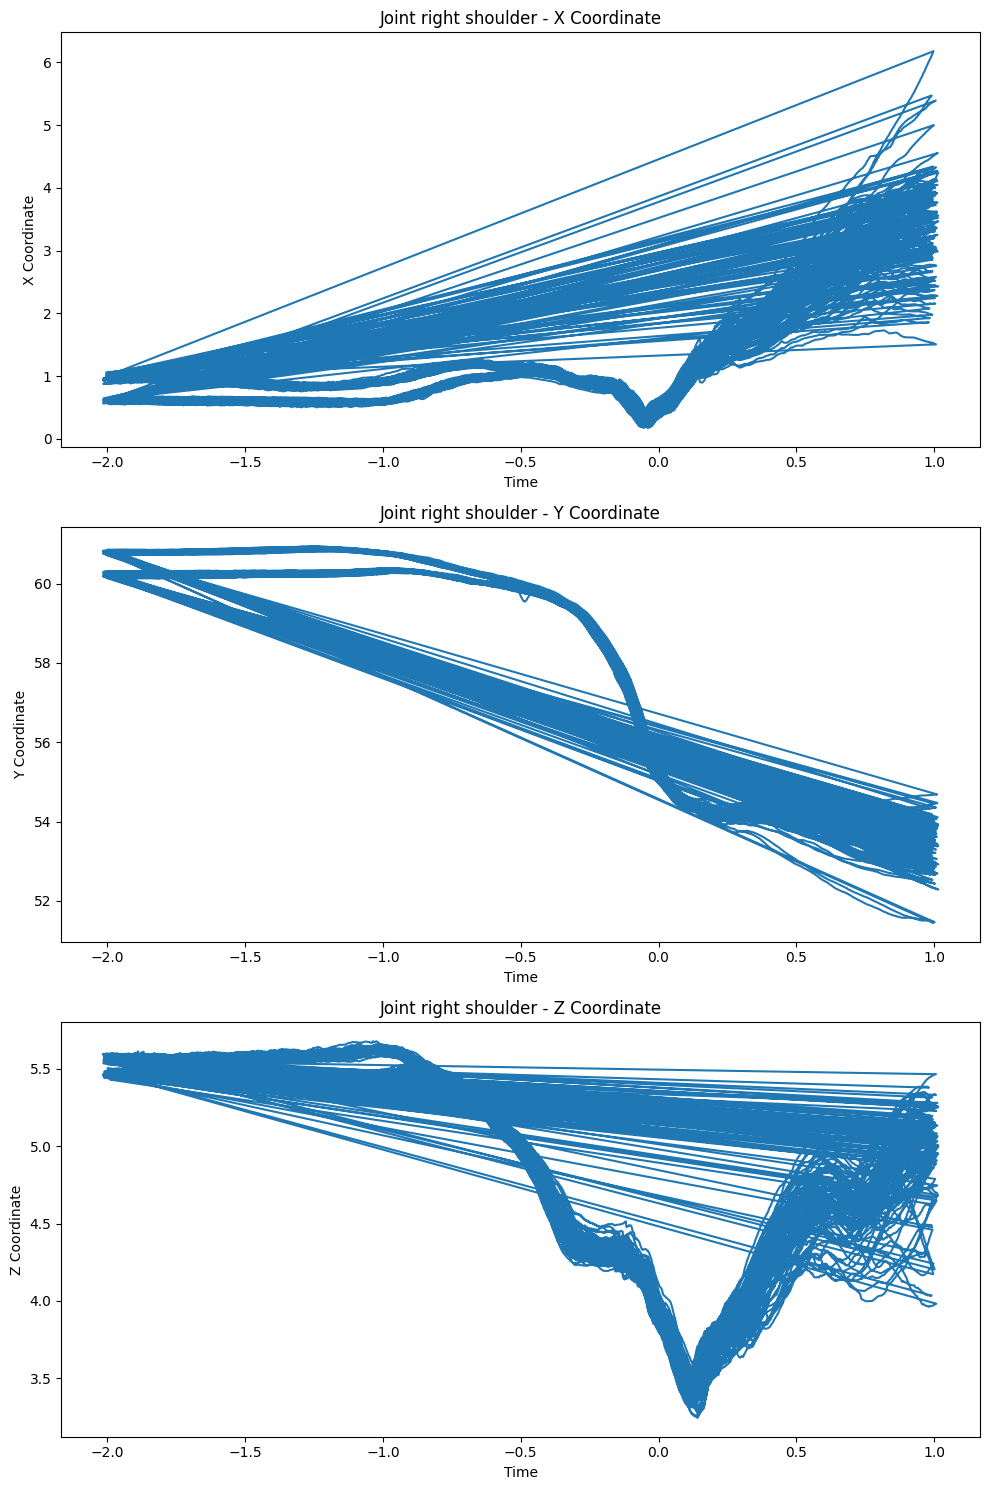 Joint right shoulder - X Coordinate
6
5
4
3
2
1
0
X Coordinate
−2.0 −1.5 −1.0 −0.5 0.0 0.5 1.0
Time
Joint right shoulder - Y Coordinate
60
58
56
54
52
Y Coordinate
−2.0 −1.5 −1.0 −0.5 0.0 0.5 1.0
Time
Joint right shoulder - Z Coordinate
5.5
5.0
4.5
4.0
3.5
Z Coordinate
−2.0 −1.5 −1.0 −0.5 0.0 0.5 1.0
Time